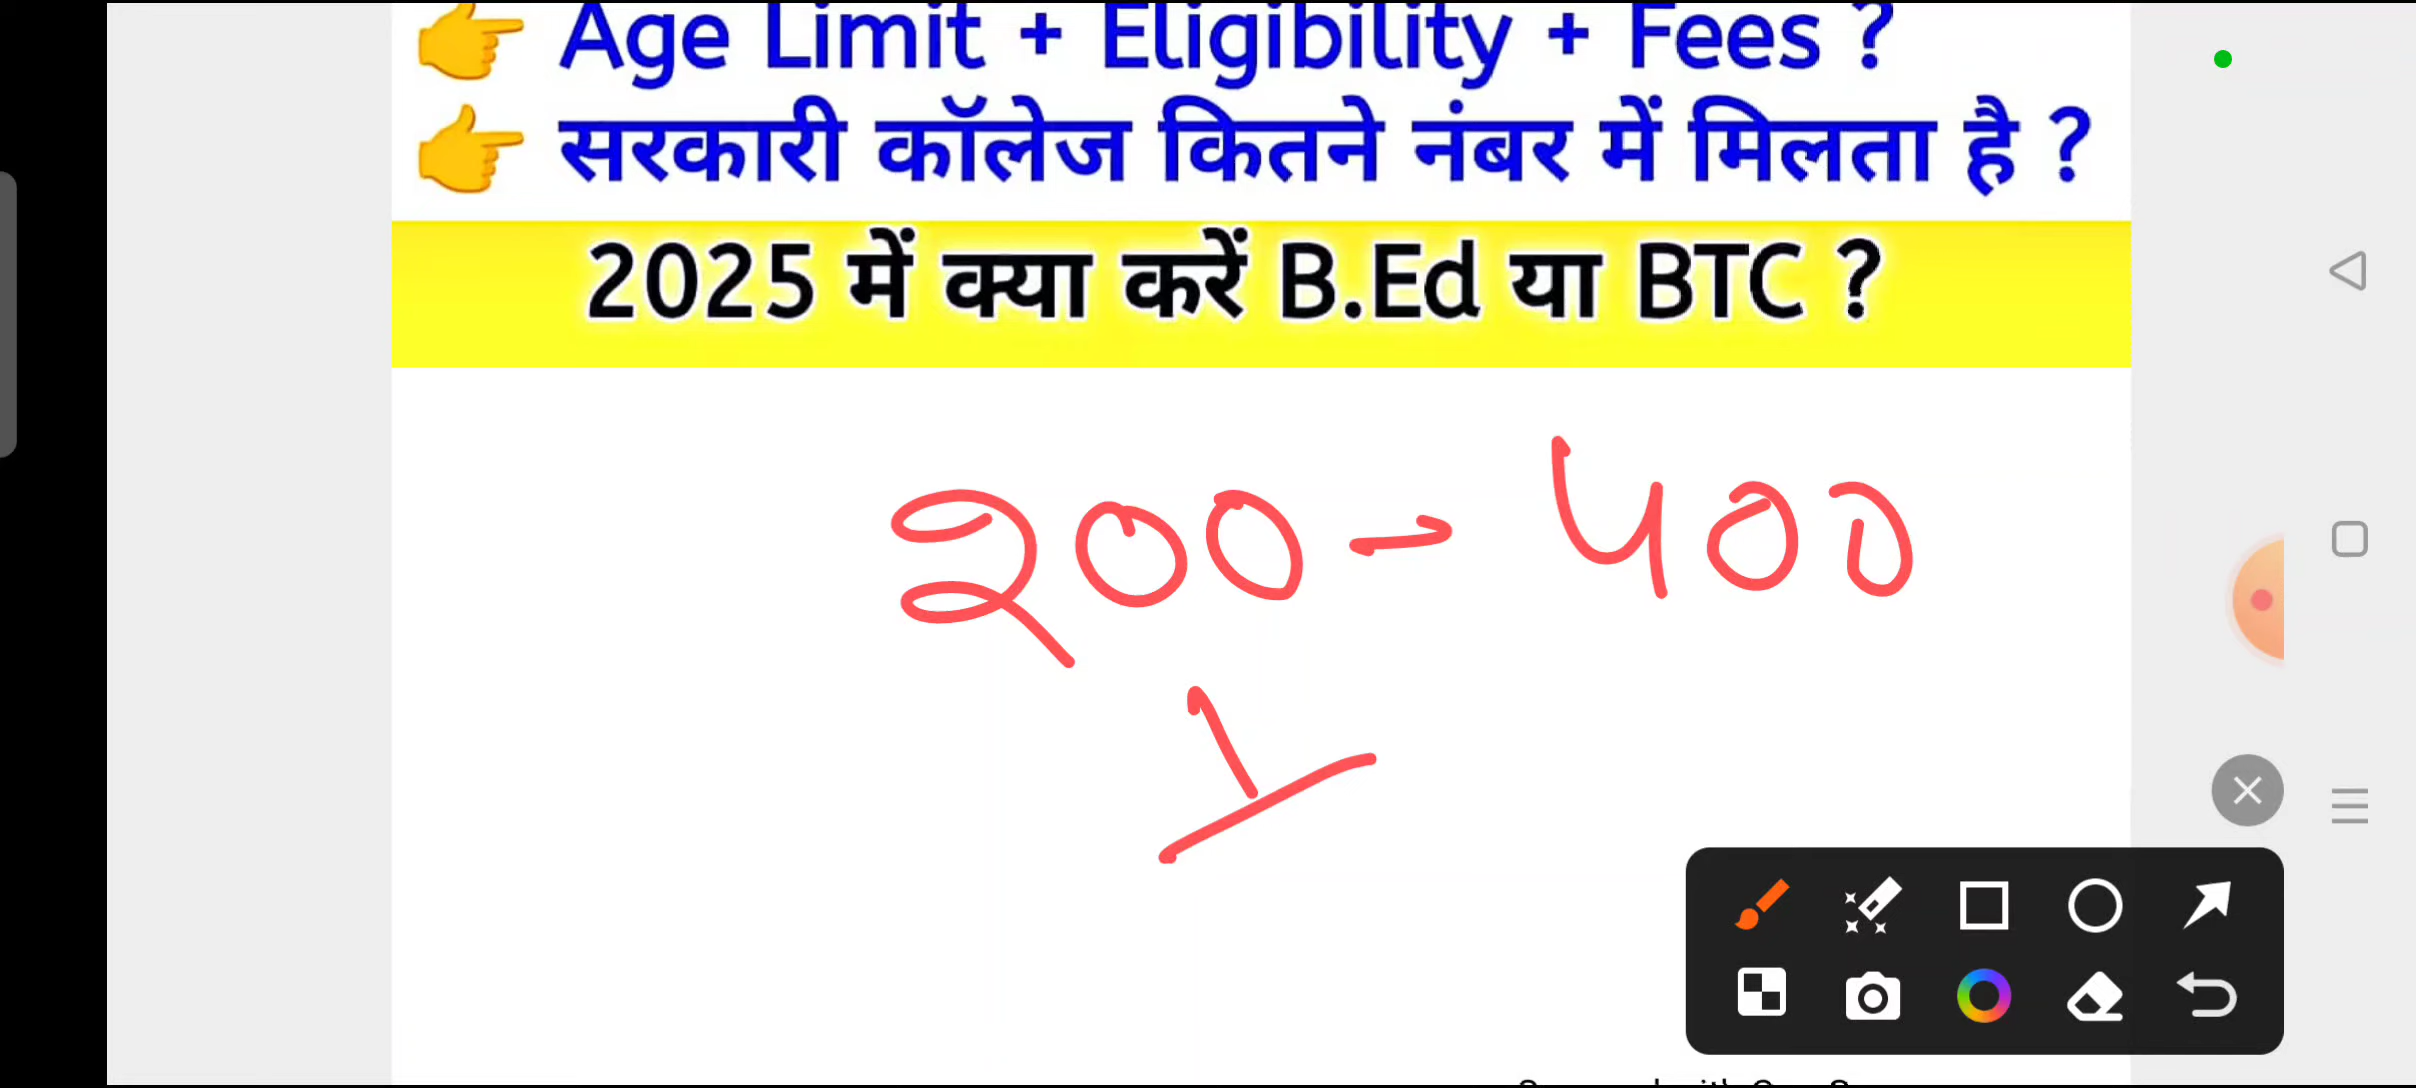 👉 Age Limit + Eligibility + Fees ?
👉 सरकारी कॉलेज कितने नंबर में मिलता है ?
2025 में क्या करें B.Ed या BTC ?
200 - 400